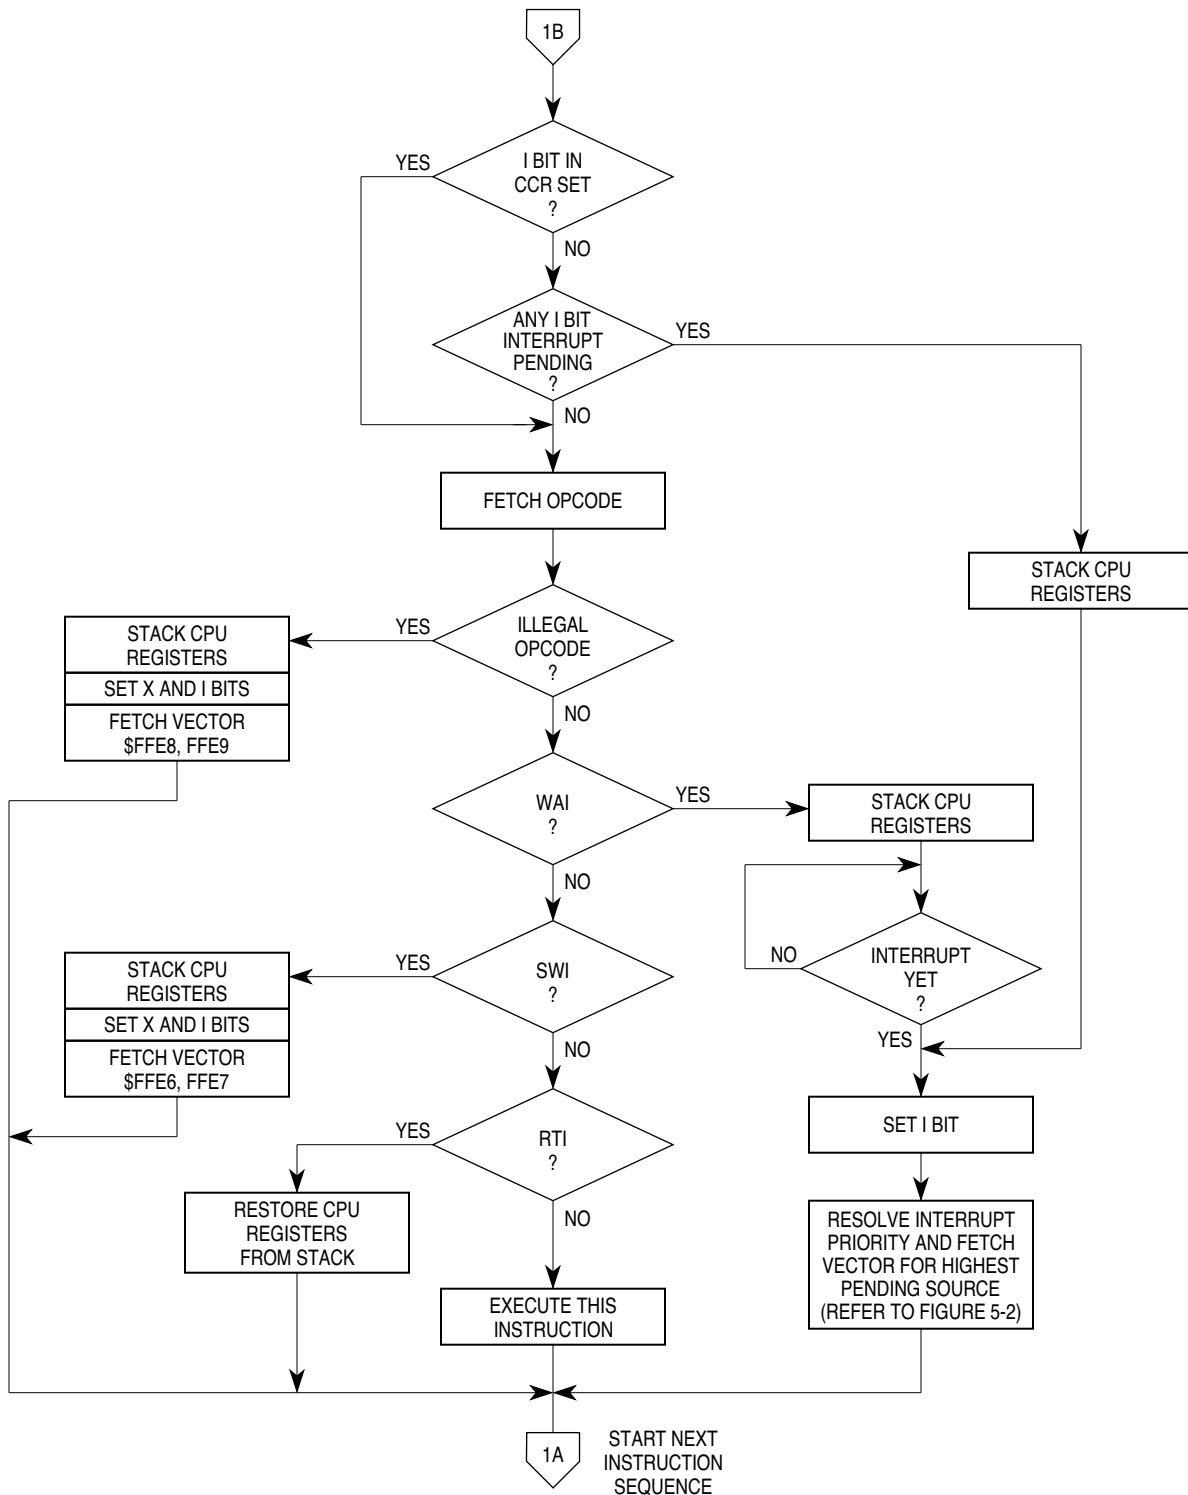 1B
I BIT IN
CCR SET
?
YES
NO
ANY I BIT
INTERRUPT
PENDING
?
YES
NO
FETCH OPCODE
STACK CPU
REGISTERS
ILLEGAL
OPCODE
?
YES
NO
STACK CPU
REGISTERS
SET X AND I BITS
FETCH VECTOR
$FFE8, FFE9
WAI
?
YES
NO
STACK CPU
REGISTERS
INTERRUPT
YET
?
NO
YES
SWI
?
YES
NO
STACK CPU
REGISTERS
SET X AND I BITS
FETCH VECTOR
$FFE6, FFE7
SET I BIT
RTI
?
YES
NO
RESTORE CPU
REGISTERS
FROM STACK
RESOLVE INTERRUPT
PRIORITY AND FETCH
VECTOR FOR HIGHEST
PENDING SOURCE
(REFER TO FIGURE 5-2)
EXECUTE THIS
INSTRUCTION
1A
START NEXT
INSTRUCTION
SEQUENCE